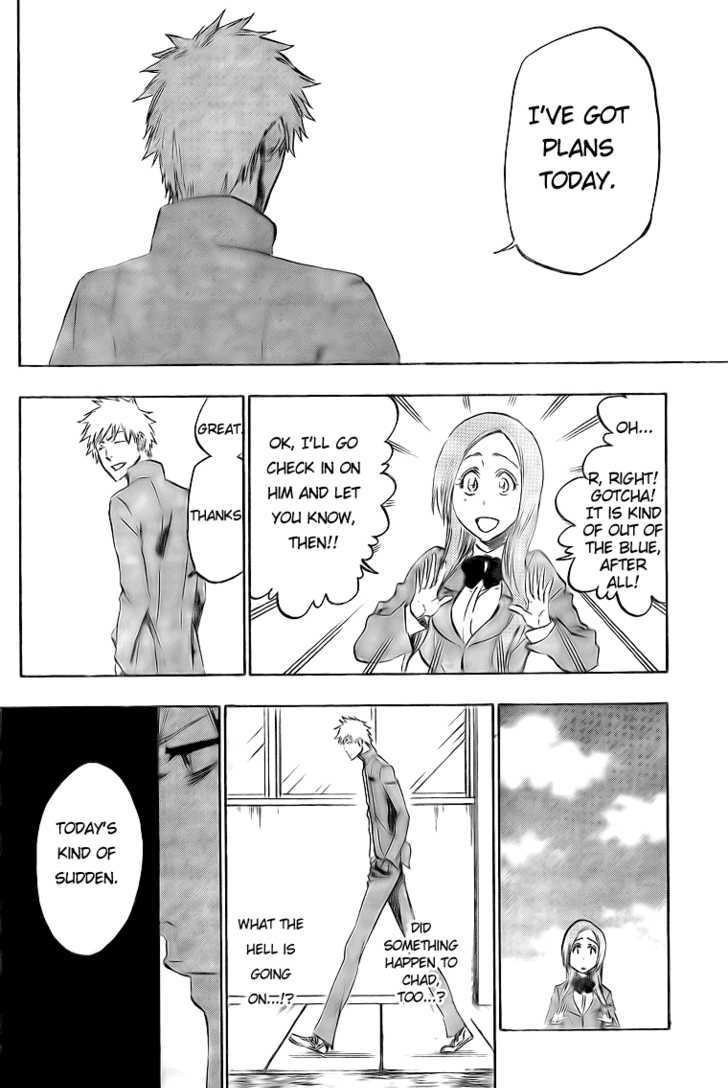 I'VE GOT
PLANS
TODAY.
OH...
R, RIGHT!
GOTCHA!
IT IS KIND
OF OUT OF
THE BLUE,
AFTER
ALL!
OK, I'LL GO
CHECK IN ON
HIM AND LET
YOU KNOW,
THEN!!
GREAT.
THANKS
DID
SOMETHING
HAPPEN TO
CHAD,
TOO...?
WHAT THE
HELL IS
GOING
ON...!?
TODAY'S
KIND OF
SUDDEN.